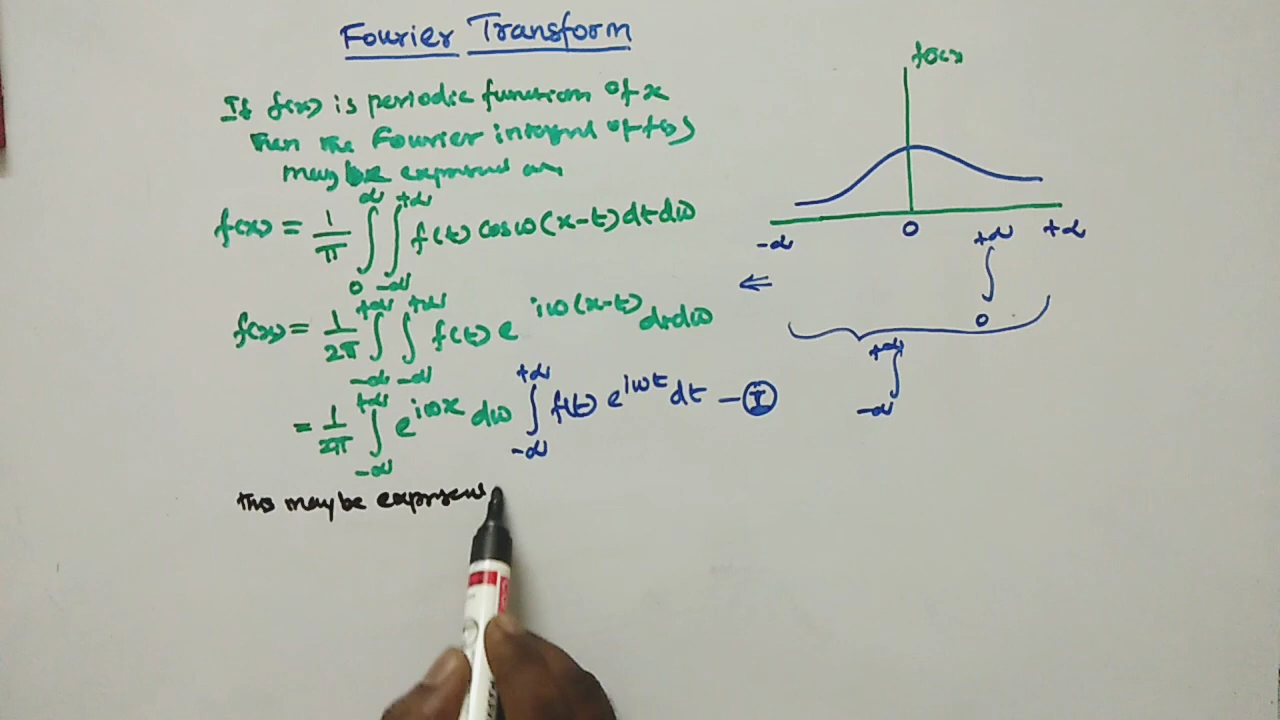 Fourier Transform
If f(x) is periodic function of x
then the Fourier integral of f(x)
may be expressed as
f(x) = 1/π ∫₀^∞ ∫₋∞^+∞ f(t) cos ω(x-t) dt dω
f(x) = 1/2π ∫₋∞^+∞ ∫₋∞^+∞ f(t) e^iω(x-t) dt dω
= 1/2π ∫₋∞^+∞ e^iωx dω ∫₋∞^+∞ f(t) e^iωt dt – Ⓘ
This may be expressed
f(x)
-∞ 0 +∞
⇐ ∫₀^+∞
∫₋∞^+∞